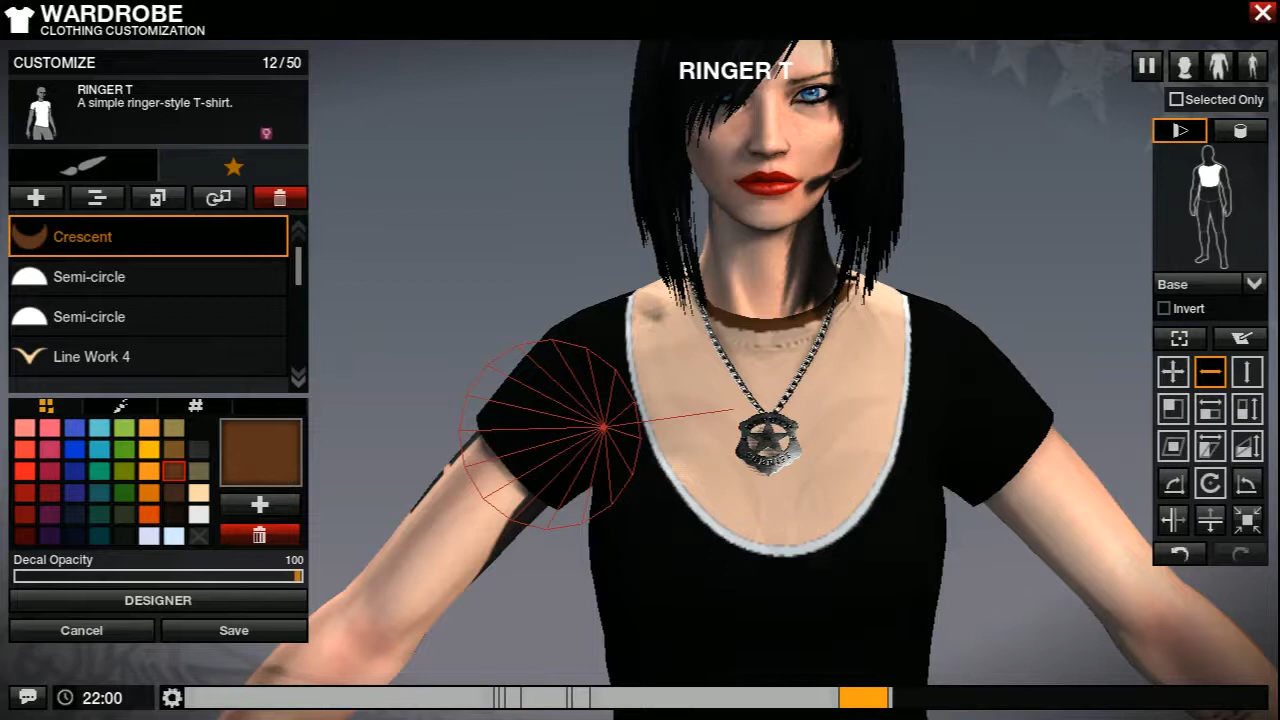 WARDROBE
CLOTHING CUSTOMIZATION
CUSTOMIZE 12/50
RINGER T
A simple ringer-style T-shirt.
RINGER T
Selected Only
Crescent
Semi-circle
Semi-circle
Line Work 4
Base
Invert
#
Decal Opacity 100
DESIGNER
Cancel Save
22:00